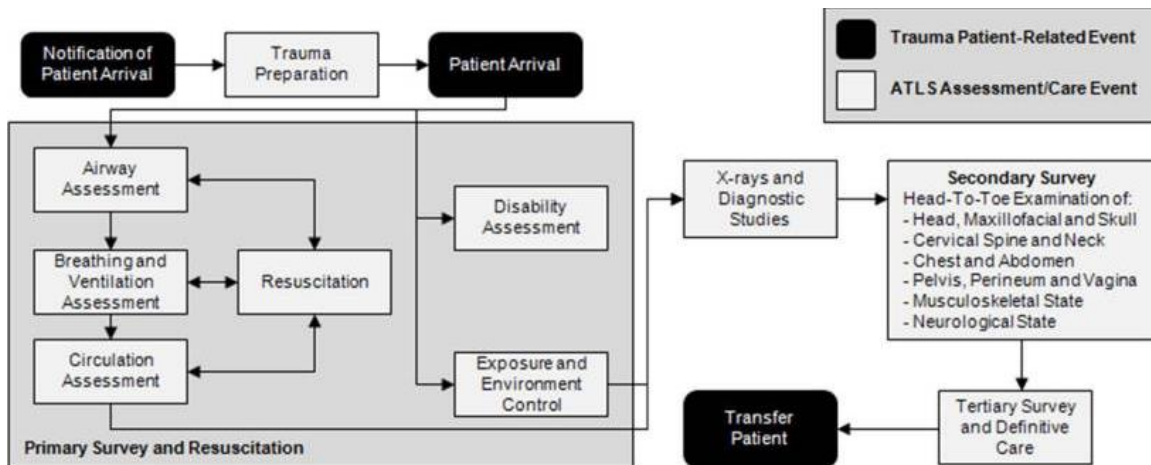 Notification of
Patient Arrival
Trauma
Preparation
Patient Arrival
Trauma Patient-Related Event
ATLS Assessment/Care Event
Airway
Assessment
Breathing and
Ventilation
Assessment
Circulation
Assessment
Resuscitation
Disability
Assessment
Exposure and
Environment
Control
Primary Survey and Resuscitation
X-rays and
Diagnostic
Studies
Secondary Survey
Head-To-Toe Examination of:
- Head, Maxillofacial and Skull
- Cervical Spine and Neck
- Chest and Abdomen
- Pelvis, Perineum and Vagina
- Musculoskeletal State
- Neurological State
Tertiary Survey
and Definitive
Care
Transfer
Patient